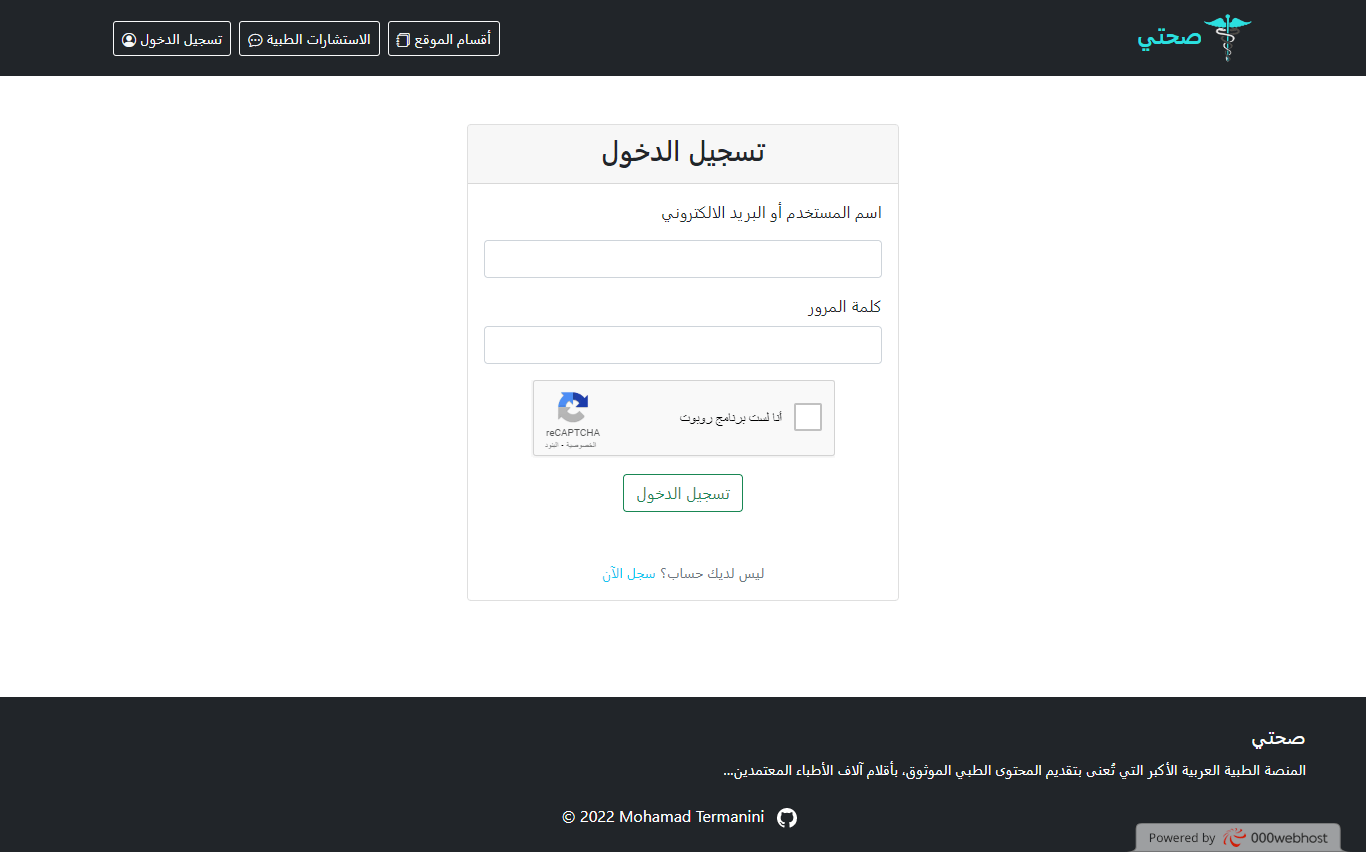 صحتي
أقسام الموقع
الاستشارات الطبية
تسجيل الدخول
تسجيل الدخول
اسم المستخدم أو البريد الالكتروني
كلمة المرور
أنا لست برنامج روبوت
reCAPTCHA
الخصوصية - البنود
تسجيل الدخول
ليس لديك حساب؟ سجل الآن
صحتي
المنصة الطبية العربية الأكبر التي تُعنى بتقديم المحتوى الطبي الموثوق، بأقلام آلاف الأطباء المعتمدين...
© 2022 Mohamad Termanini
Powered by 000webhost